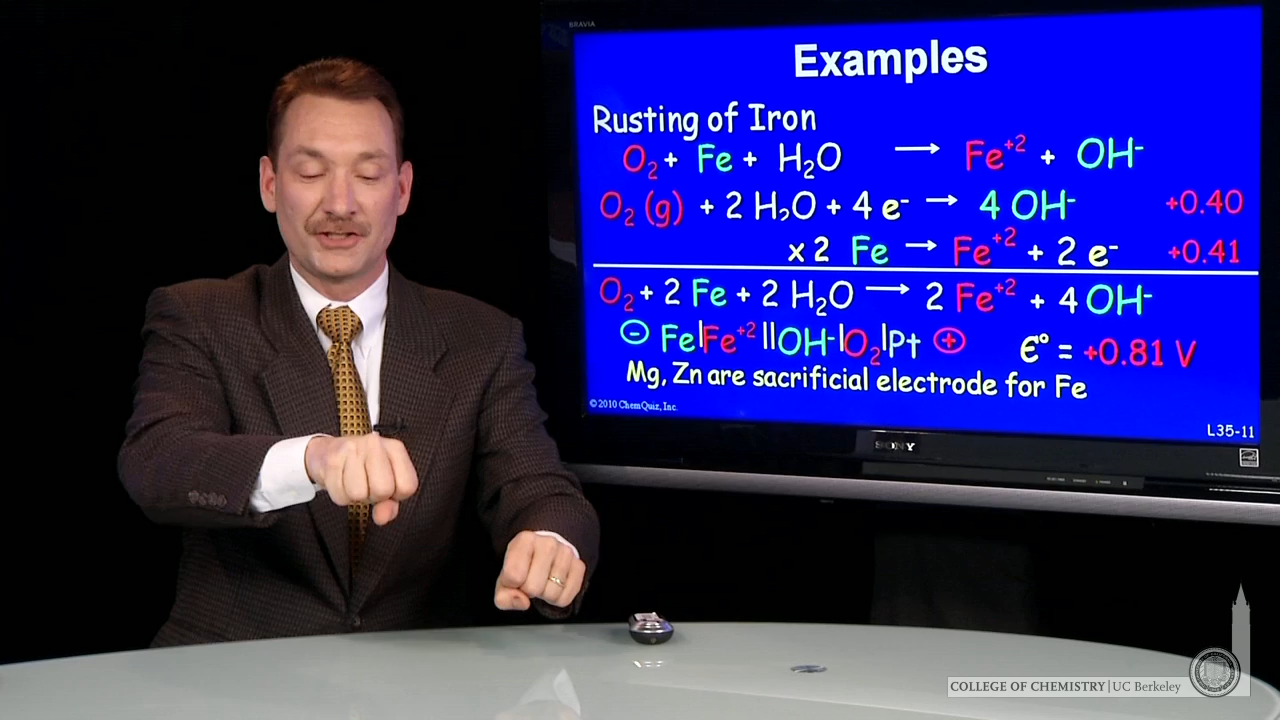 BRAVIA
Examples
Rusting of Iron
O₂ + Fe + H₂O → Fe⁺² + OH⁻
O₂ (g) + 2 H₂O + 4 e⁻ → 4 OH⁻ +0.40
x 2 Fe → Fe⁺² + 2 e⁻ +0.41
O₂ + 2 Fe + 2 H₂O → 2 Fe⁺² + 4 OH⁻
⊖ Fe|Fe⁺²||OH⁻|O₂|Pt ⊕ ϵ° = +0.81 V
Mg, Zn are sacrificial electrode for Fe
© 2010 ChemQuiz, Inc.
L35-11
SONY
COLLEGE OF CHEMISTRY | UC Berkeley